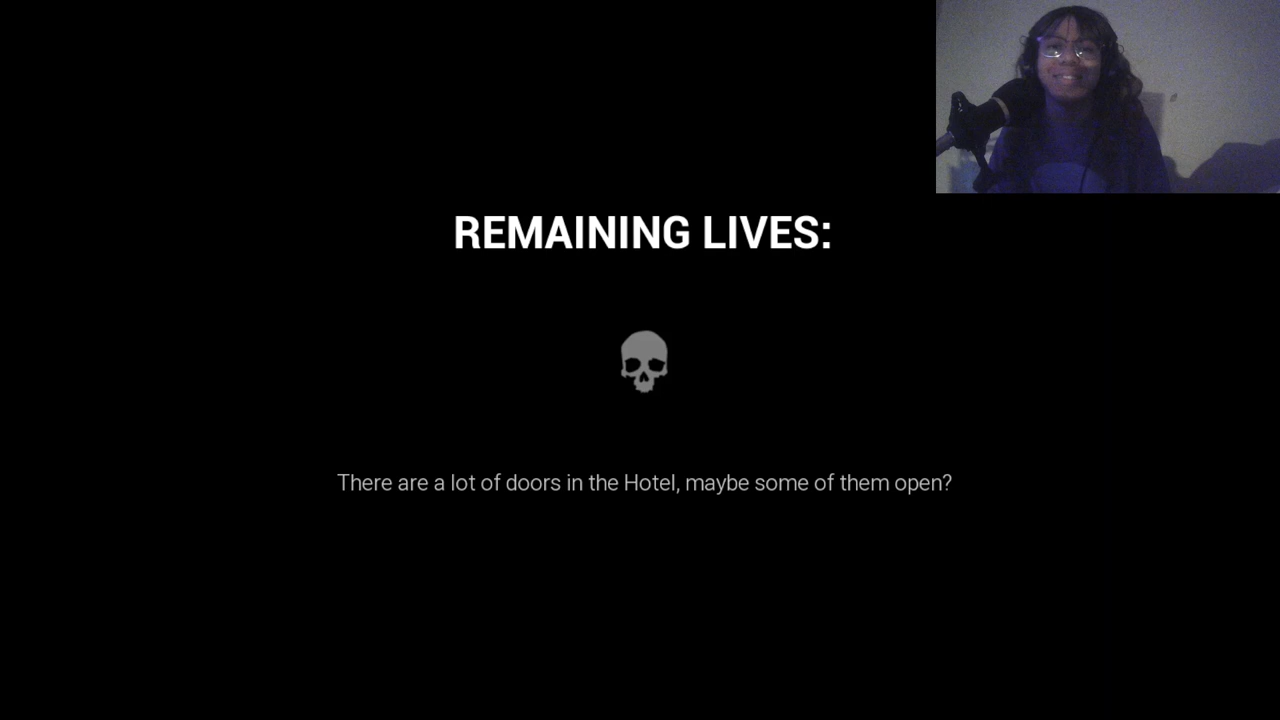 REMAINING LIVES:
There are a lot of doors in the Hotel, maybe some of them open?